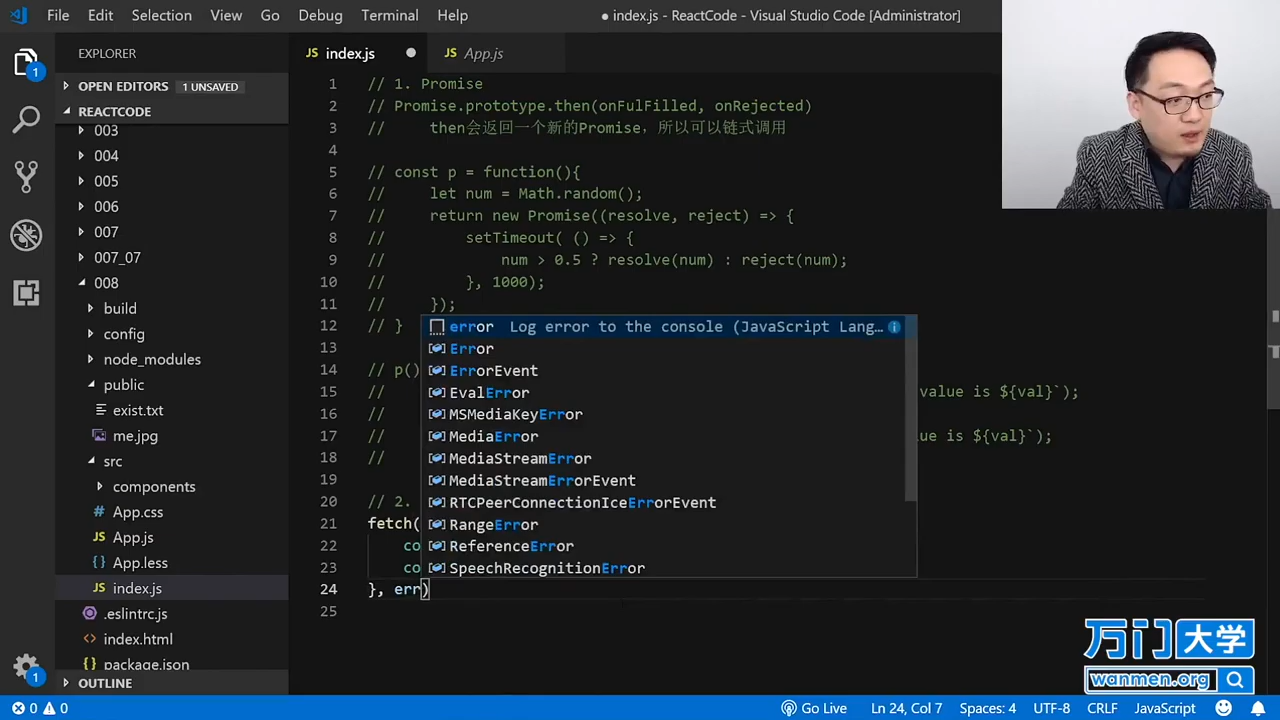 File Edit Selection View Go Debug Terminal Help
● index.js - ReactCode - Visual Studio Code [Administrator]
EXPLORER
OPEN EDITORS 1 UNSAVED
REACTCODE
003
004
005
006
007
007_07
008
build
config
node_modules
public
exist.txt
me.jpg
src
components
App.css
App.js
App.less
index.js
.eslintrc.js
index.html
package.json
OUTLINE
1
1
JS index.js ●
JS App.js
1 // 1. Promise
2 // Promise.prototype.then(onFulFilled, onRejected)
3 // then会返回一个新的Promise, 所以可以链式调用
4
5 // const p = function(){
6 // let num = Math.random();
7 // return new Promise((resolve, reject) => {
8 // setTimeout( () => {
9 // num > 0.5 ? resolve(num) : reject(num);
10 // }, 1000);
11 // });
12 // }
13
14 // p()
15 // value is ${val}`);
16 //
17 // ue is ${val}`);
18 //
19
20 // 2.
21 fetch(
22 co
23 co
24 }, err)
25
error Log error to the console (JavaScript Lang...
Error
ErrorEvent
EvalError
MSMediaKeyError
MediaError
MediaStreamError
MediaStreamErrorEvent
RTCPeerConnectionIceErrorEvent
RangeError
ReferenceError
SpeechRecognitionError
万门大学
wanmen.org
0 0
Go Live Ln 24, Col 7 Spaces: 4 UTF-8 CRLF JavaScript